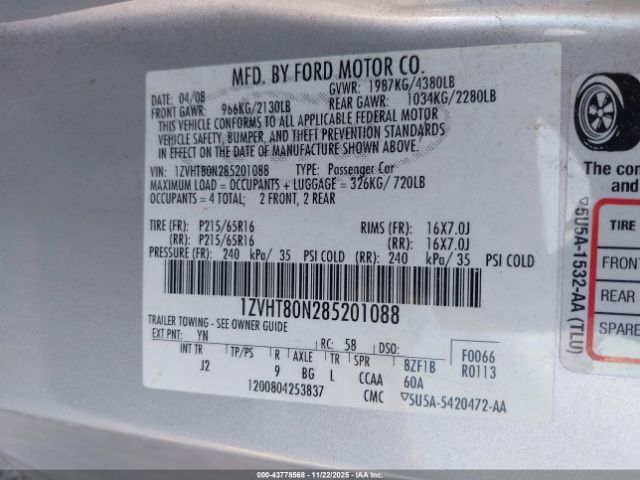 MFD. BY FORD MOTOR CO.
DATE: 04/08 GVWR: 1987KG/4380LB
FRONT GAWR: 966KG/2130LB REAR GAWR: 1034KG/2280LB
THIS VEHICLE CONFORMS TO ALL APPLICABLE FEDERAL MOTOR
VEHICLE SAFETY, BUMPER, AND THEFT PREVENTION STANDARDS
IN EFFECT ON THE DATE OF MANUFACTURE SHOWN ABOVE.
VIN: 1ZVHT80N285201088 TYPE: Passenger Car
MAXIMUM LOAD = OCCUPANTS + LUGGAGE = 326KG/ 720LB
OCCUPANTS = 4 TOTAL; 2 FRONT, 2 REAR
TIRE (FR): P215/65R16 RIMS (FR): 16X7.0J
(RR): P215/65R16 (RR): 16X7.0J
PRESSURE (FR): 240 kPa/ 35 PSI COLD (RR): 240 kPa/ 35 PSI COLD
1ZVHT80N285201088
TRAILER TOWING - SEE OWNER GUIDE
EXT PNT: YN RC: 58 DSO:
INT TR TP/PS R AXLE TR SPR 8ZF1B F0066
J2 9 BG L CCAA 60A R0113
1200804253837 CMC ▽5U5A-5420472-AA
The con
▽5U5A-1532-AA (TLU)
TIRE
FRON
REAR
SPARE
000-43778568 - 11/22/2025 - IAAI.COM